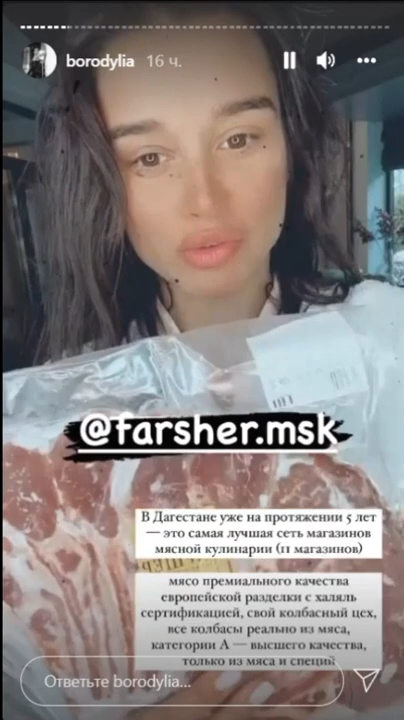 borodylia 16 ч.
@farsher.msk
В Дагестане уже на протяжении 5 лет
— это самая лучшая сеть магазинов
мясной кулинарии (11 магазинов)
мясо премиального качества
европейской разделки с халяль
сертификацией, свой колбасный цех,
все колбасы реально из мяса,
категории А — высшего качества,
только из мяса и специй
Ответьте borodylia...